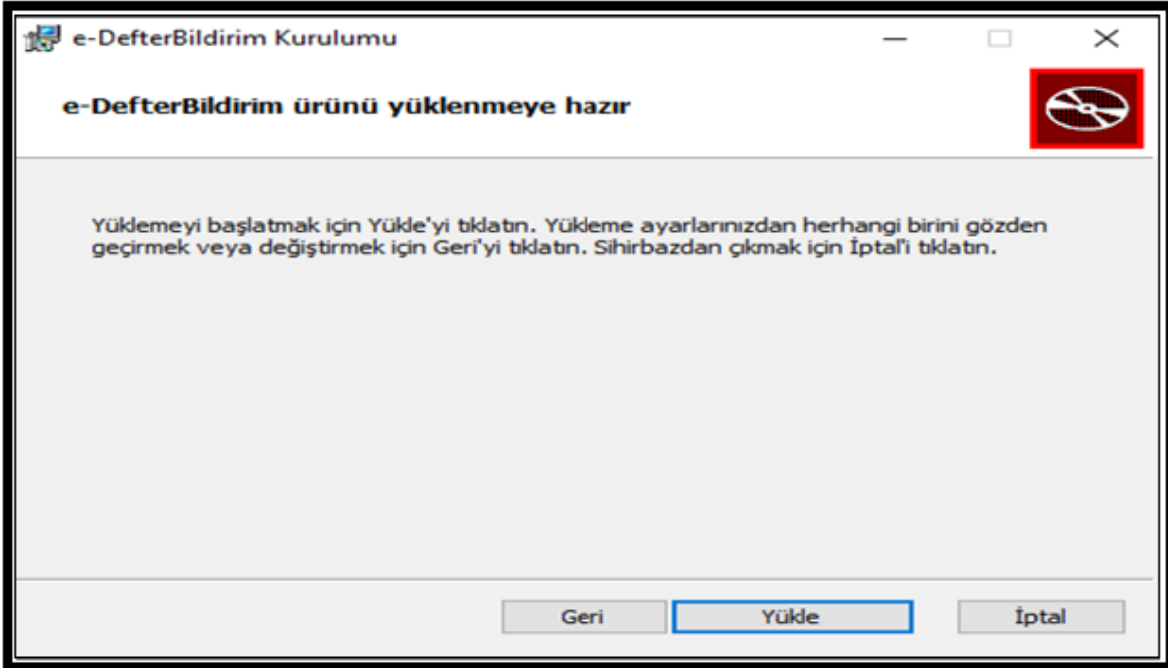 e-DefterBildirim Kurulumu
e-DefterBildirim ürünü yüklenmeye hazır
Yüklemeyi başlatmak için Yükle'yi tıklatın. Yükleme ayarlarınızdan herhangi birini gözden
geçirmek veya değiştirmek için Geri'yi tıklatın. Sihirbazdan çıkmak için İptal'i tıklatın.
Geri Yükle İptal